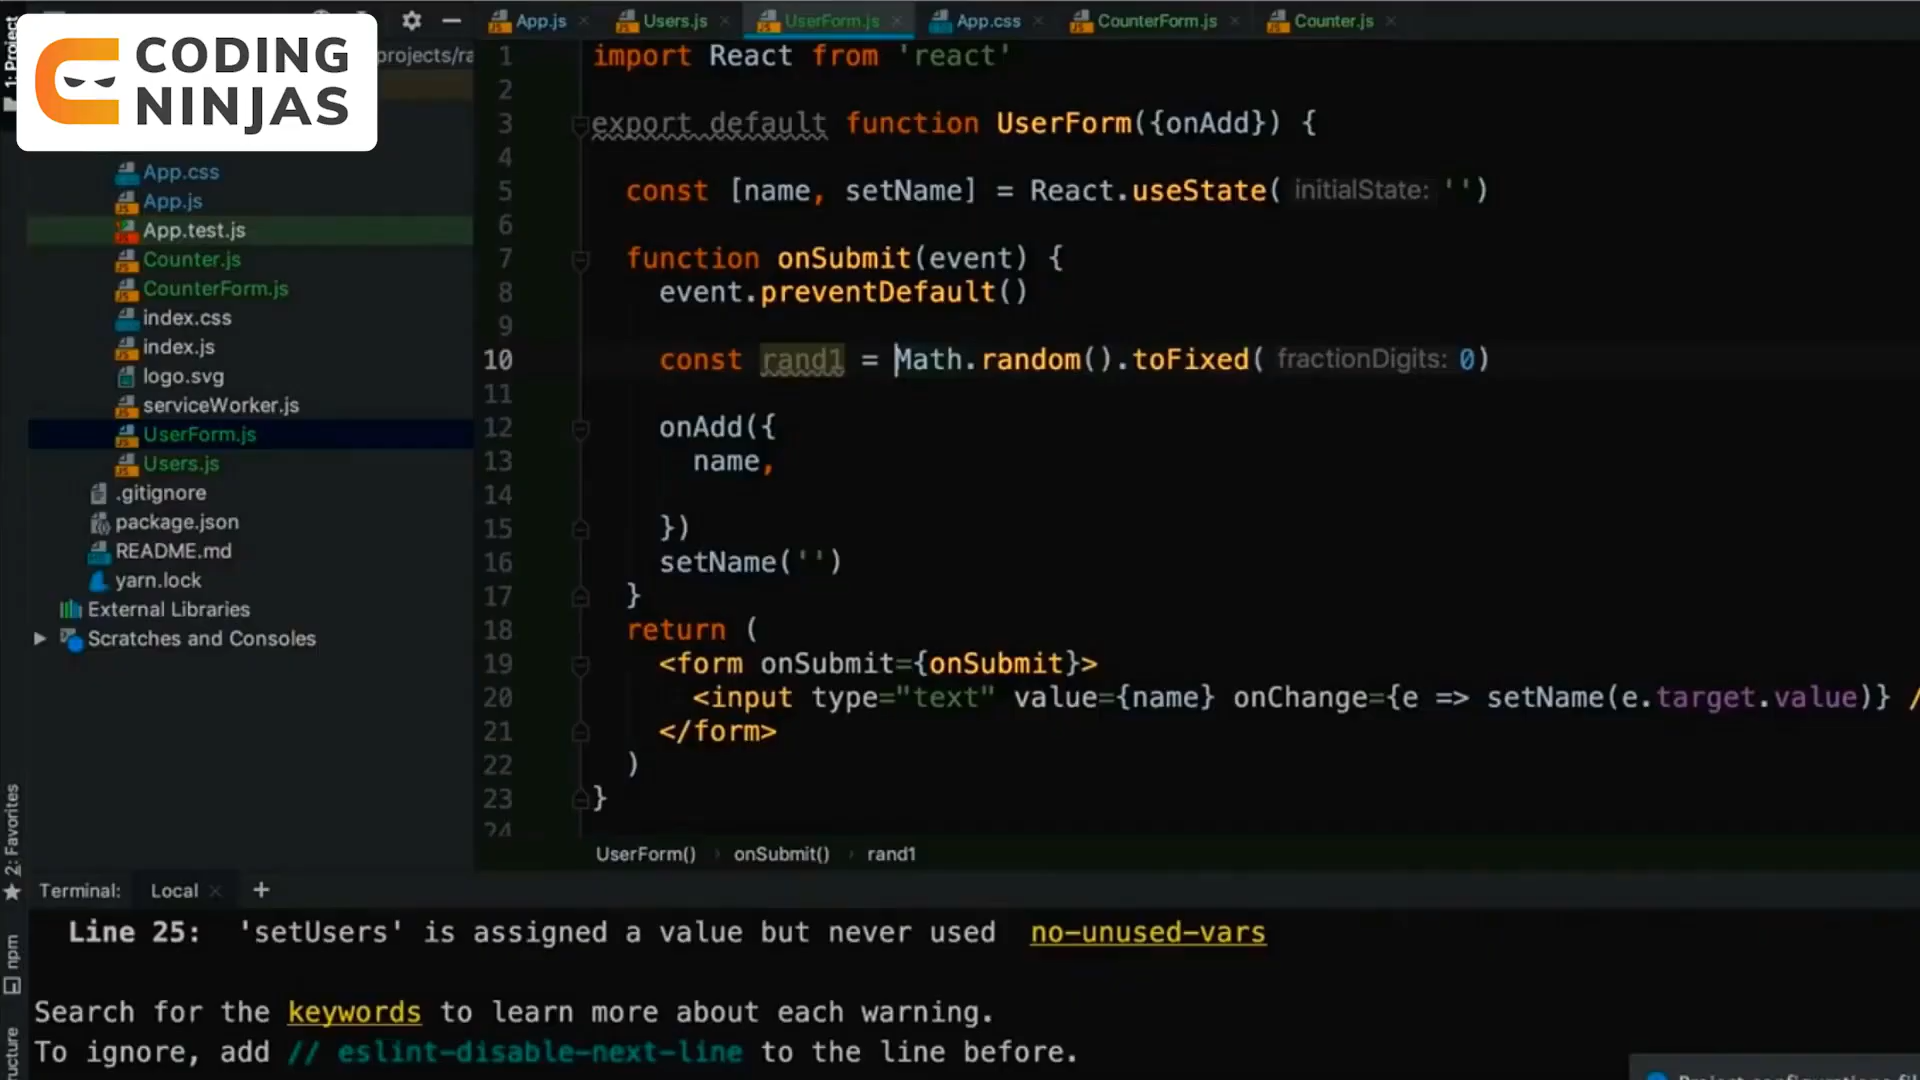 1: Project
CODING
NINJAS
projects/ra
App.css
App.js
App.test.js
Counter.js
CounterForm.js
index.css
index.js
logo.svg
serviceWorker.js
UserForm.js
Users.js
.gitignore
package.json
README.md
yarn.lock
External Libraries
Scratches and Consoles
App.js
Users.js
UserForm.js
App.css
CounterForm.js
Counter.js
1 import React from 'react'
2
3 export default function UserForm({onAdd}) {
4
5 const [name, setName] = React.useState( initialState: '')
6
7 function onSubmit(event) {
8 event.preventDefault()
9
10 const rand1 = Math.random().toFixed( fractionDigits: 0)
11
12 onAdd({
13 name,
14
15 })
16 setName('')
17 }
18 return (
19 <form onSubmit={onSubmit}>
20 <input type="text" value={name} onChange={e => setName(e.target.value)} /
21 </form>
22 )
23 }
24
UserForm() › onSubmit() › rand1
2: Favorites
npm
Terminal: Local × +
Line 25: 'setUsers' is assigned a value but never used no-unused-vars
Search for the keywords to learn more about each warning.
To ignore, add // eslint-disable-next-line to the line before.